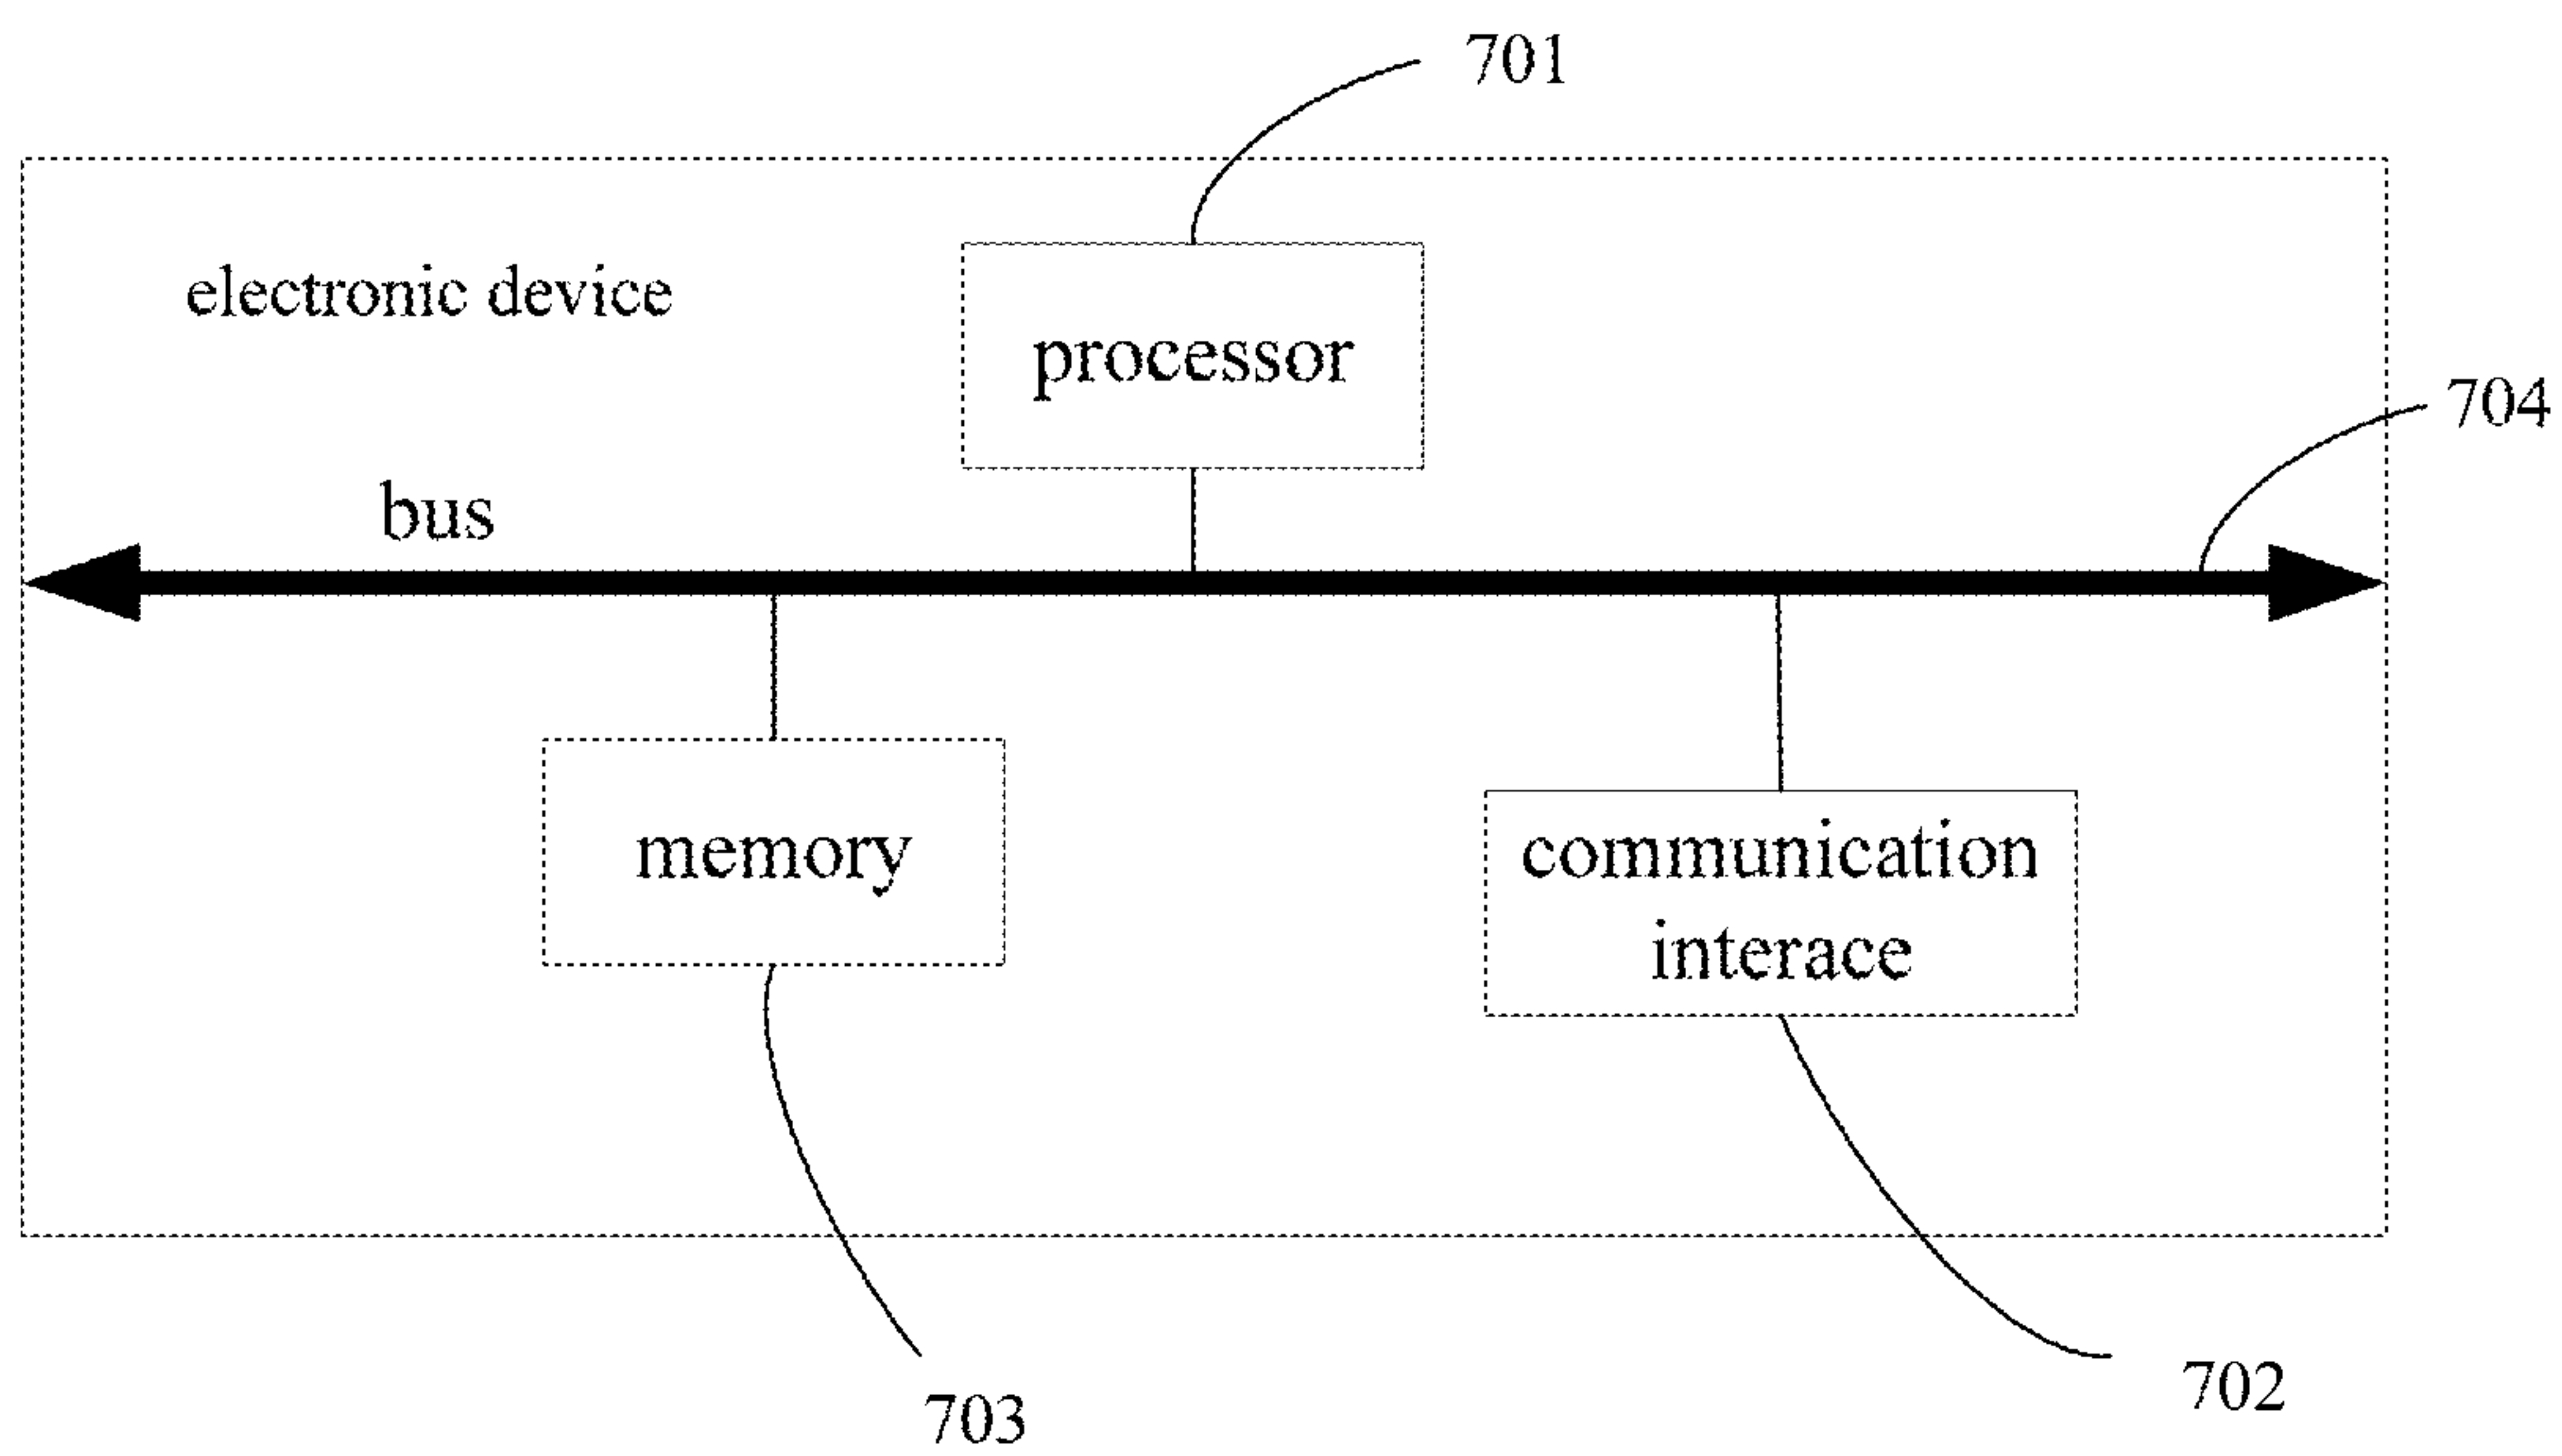 701
electronic device
processor
704
bus
memory
communication
interace
702
703